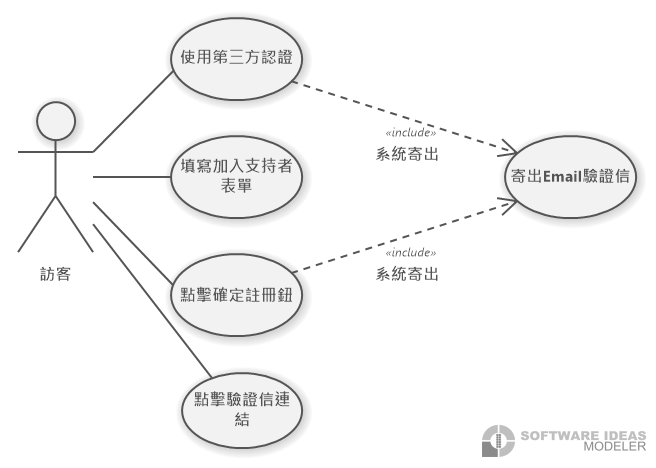 使用第三方認證
«include»
系統寄出
填寫加入支持者
表單
寄出Email驗證信
«include»
系統寄出
訪客
點擊確定註冊鈕
點擊驗證信連
結
SOFTWARE IDEAS
MODELER